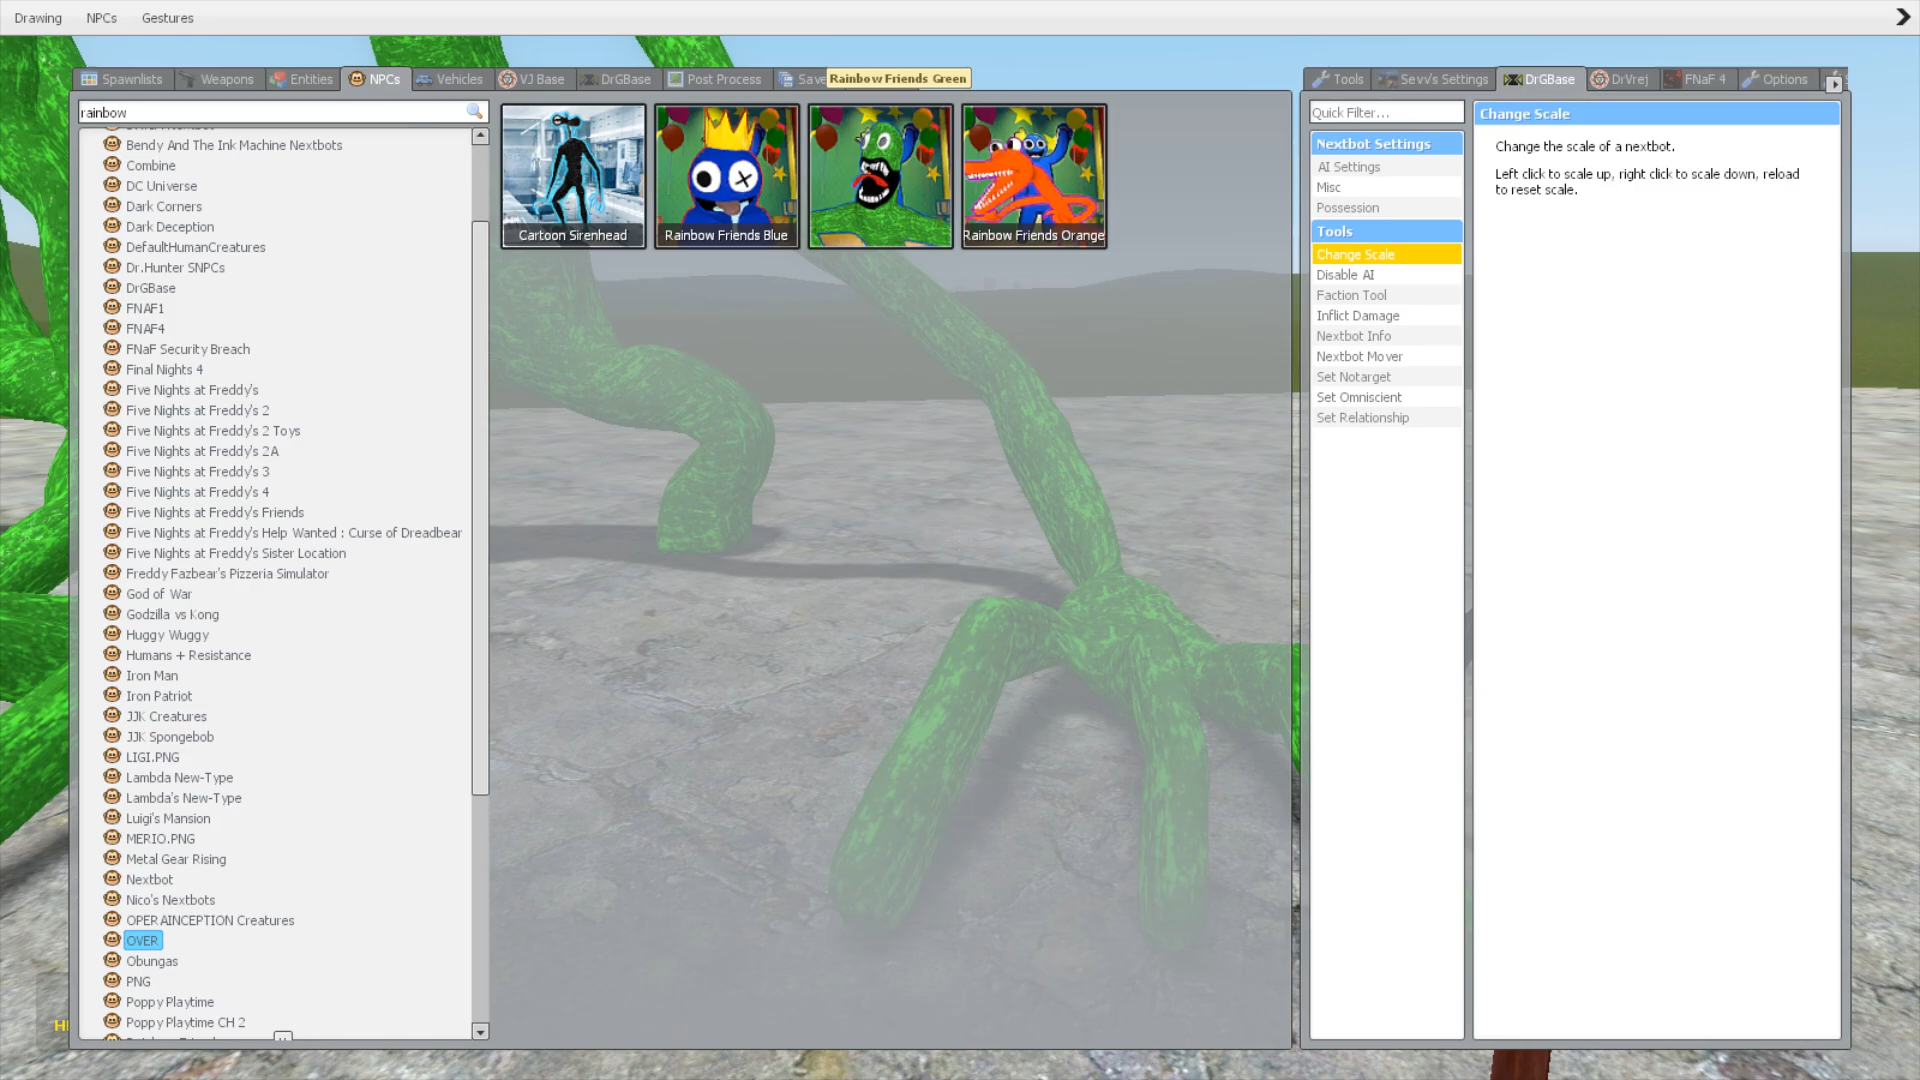 Drawing NPCs Gestures
Spawnlists Weapons Entities NPCs Vehicles VJ Base DrGBase Post Process Save Rainbow Friends Green
Tools Sevv's Settings DrGBase DrVrej FNaF 4 Options
rainbow
Bendy And The Ink Machine Nextbots
Combine
DC Universe
Dark Corners
Dark Deception
DefaultHumanCreatures
Dr.Hunter SNPCs
DrGBase
FNAF1
FNAF4
FNaF Security Breach
Final Nights 4
Five Nights at Freddy's
Five Nights at Freddy's 2
Five Nights at Freddy's 2 Toys
Five Nights at Freddy's 2A
Five Nights at Freddy's 3
Five Nights at Freddy's 4
Five Nights at Freddy's Friends
Five Nights at Freddy's Help Wanted : Curse of Dreadbear
Five Nights at Freddy's Sister Location
Freddy Fazbear's Pizzeria Simulator
God of War
Godzilla vs Kong
Huggy Wuggy
Humans + Resistance
Iron Man
Iron Patriot
JJK Creatures
JJK Spongebob
LIGI.PNG
Lambda New-Type
Lambda's New-Type
Luigi's Mansion
MERIO.PNG
Metal Gear Rising
Nextbot
Nico's Nextbots
OPERAINCEPTION Creatures
OVER
Obungas
PNG
Poppy Playtime
Poppy Playtime CH 2
Cartoon Sirenhead
Rainbow Friends Blue
Rainbow Friends Orange
Quick Filter...
Nextbot Settings
AI Settings
Misc
Possession
Tools
Change Scale
Disable AI
Faction Tool
Inflict Damage
Nextbot Info
Nextbot Mover
Set Notarget
Set Omniscient
Set Relationship
Change Scale
Change the scale of a nextbot.
Left click to scale up, right click to scale down, reload
to reset scale.